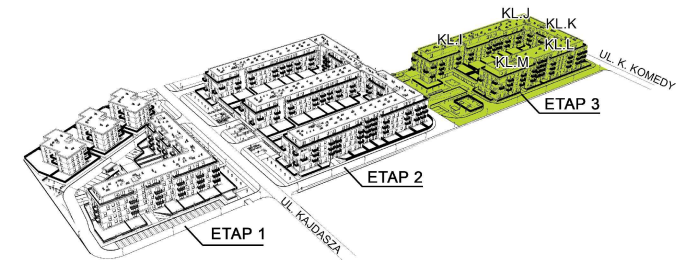 KL.J
KL.K
KL.I
KL.L
KL.M
UL. K. KOMEDY
ETAP 3
ETAP 2
UL. KAJDASZA
ETAP 1